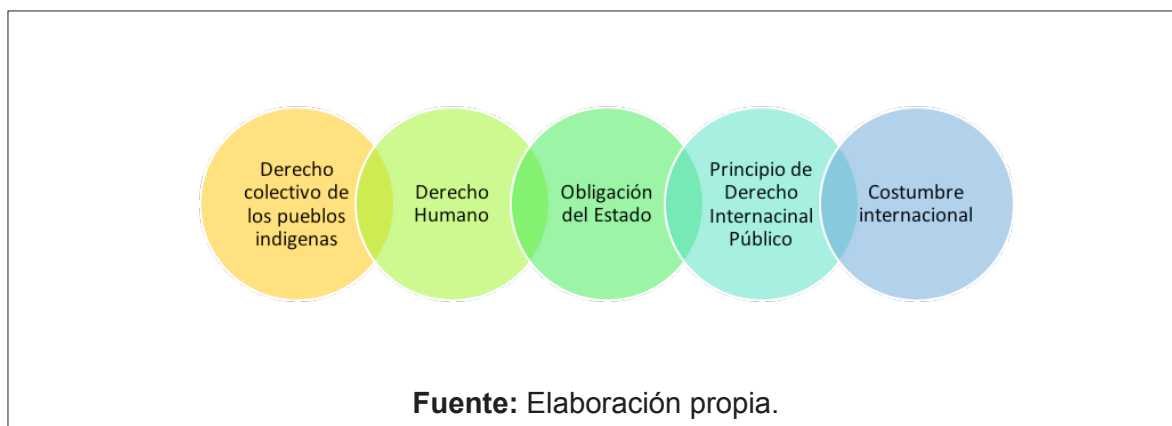 Derecho
colectivo de
los pueblos
indigenas
Derecho
Humano
Obligación
del Estado
Principio de
Derecho
Internacinal
Público
Costumbre
internacional
Fuente: Elaboración propia.